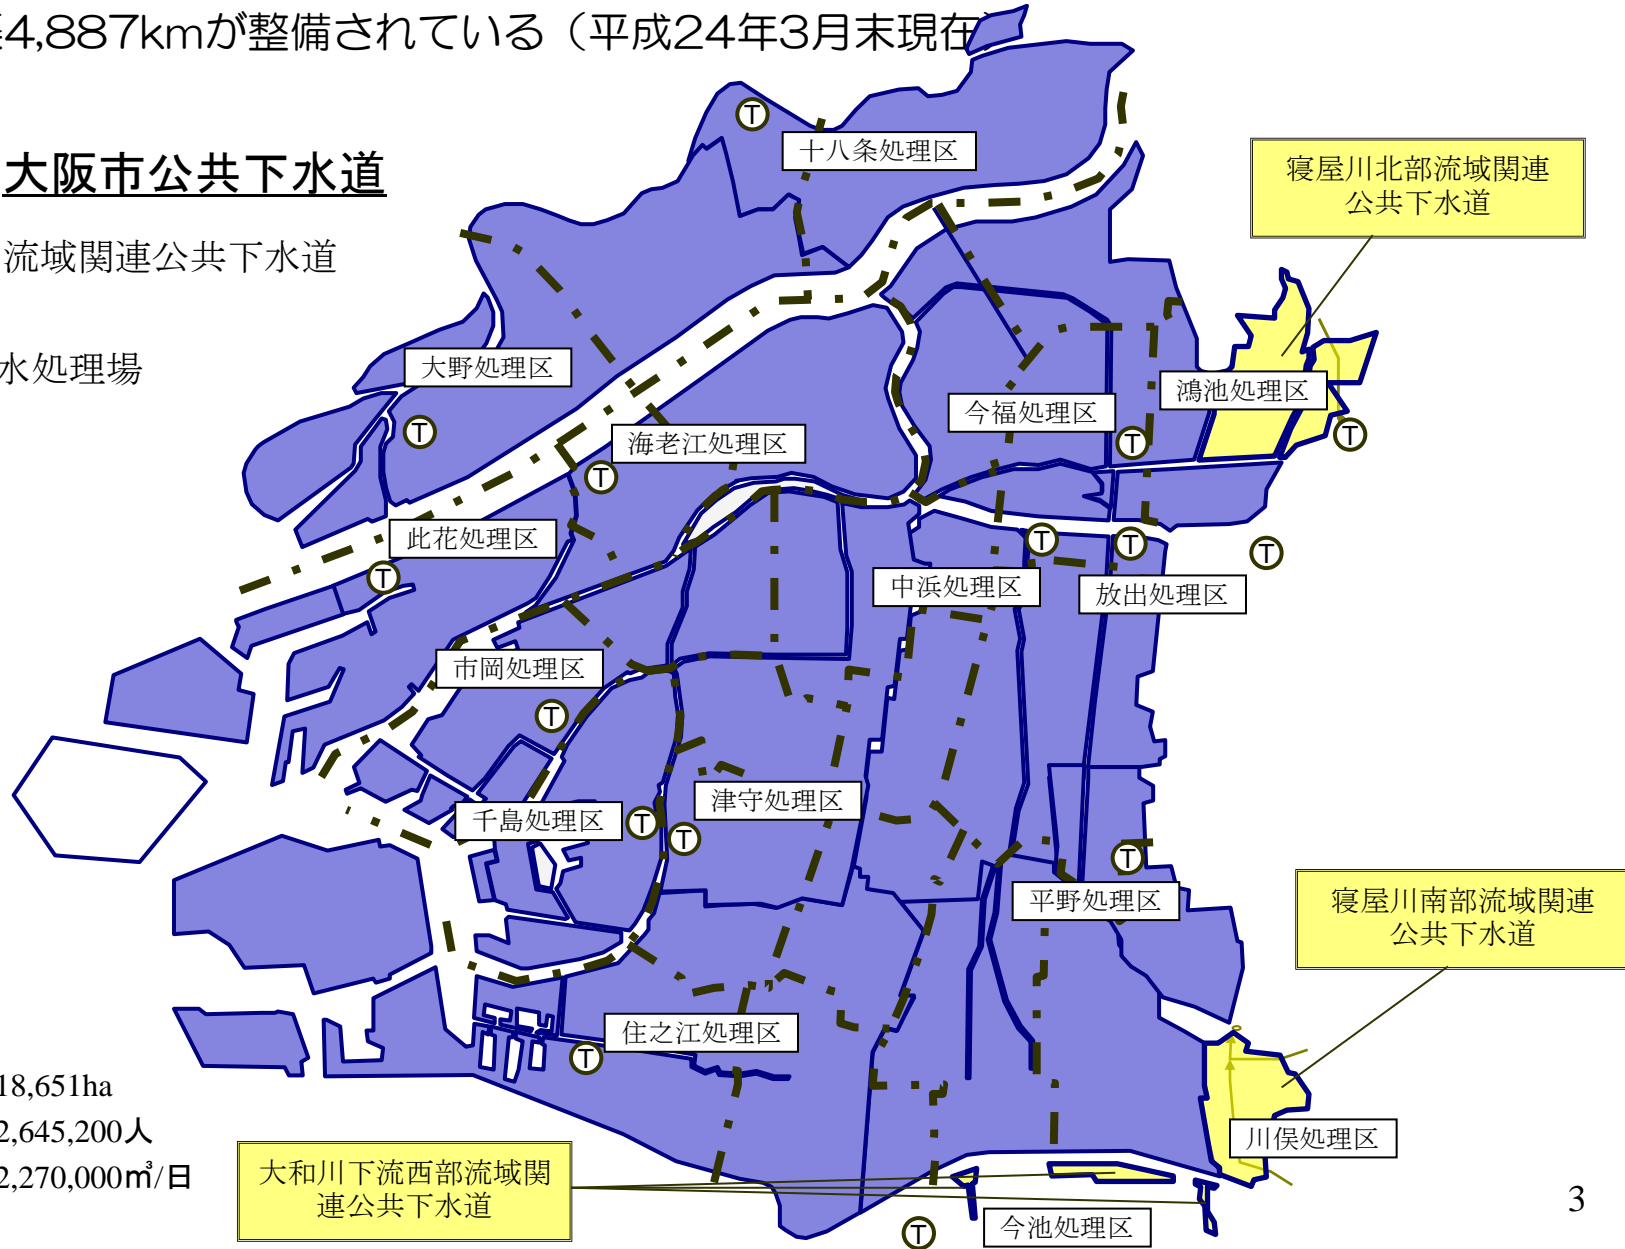 4,887kmが整備されている（平成24年3月末現在）
大阪市公共下水道
流域関連公共下水道
水処理場
T
十八条処理区
寝屋川北部流域関連
公共下水道
大野処理区
鴻池処理区
今福処理区
T
海老江処理区
T
T
T
此花処理区
T
T
T
T
中浜処理区
放出処理区
T
市岡処理区
T
津守処理区
千島処理区
T
T
T
平野処理区
寝屋川南部流域関連
公共下水道
住之江処理区
T
18,651ha
2,645,200人
2,270,000㎥/日
川俣処理区
大和川下流西部流域関
連公共下水道
今池処理区
T
3